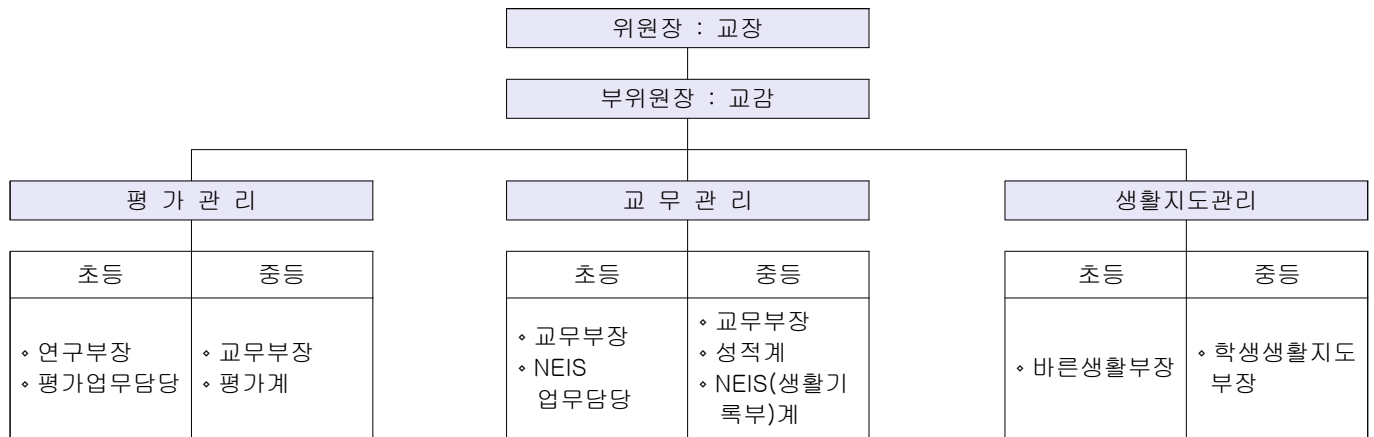 위원장 : 교장
부위원장 : 교감
평 가 관 리
교 무 관 리
생활지도관리
초등
중등
초등
중등
초등
중등
⋄ 연구부장
⋄ 평가업무담당
⋄ 교무부장
⋄ 평가계
⋄ 교무부장
⋄ NEIS
업무담당
⋄ 교무부장
⋄ 성적계
⋄ NEIS(생활기
록부)계
⋄ 바른생활부장
⋄ 학생생활지도
부장